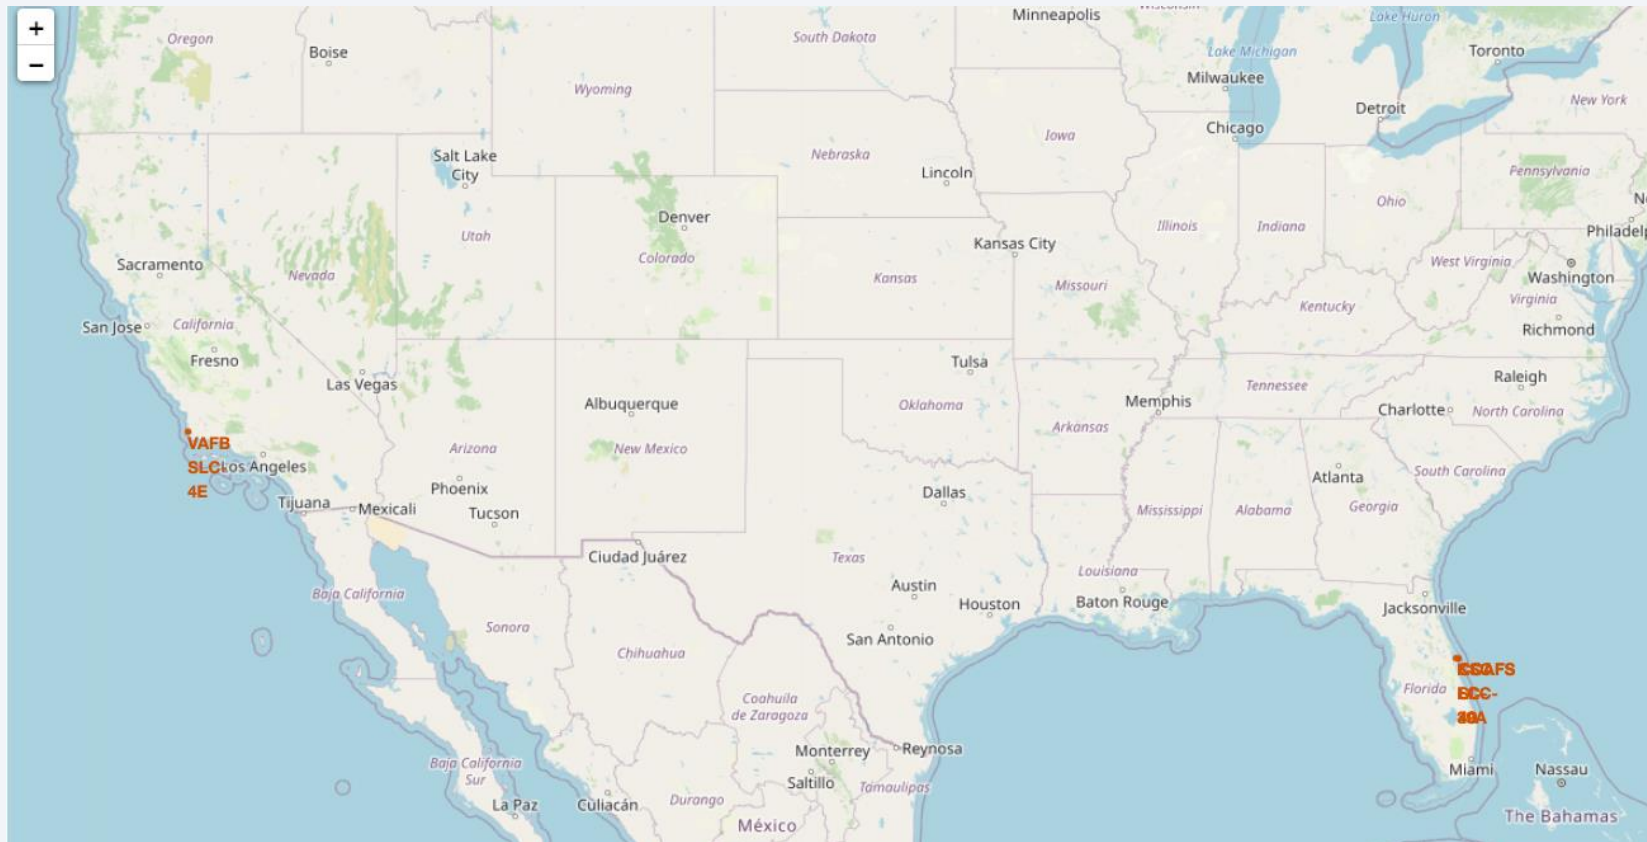 +
−
Oregon
Boise
South Dakota
Minneapolis
Wisconsin
Lake Huron
Lake Michigan
Toronto
Wyoming
Milwaukee
New York
Detroit
Chicago
Iowa
Salt Lake
City
Nebraska
Lincoln
Pennsylvania
Ohio
Denver
Utah
Illinois
Indiana
Philadelp
Sacramento
Nevada
Colorado
Kansas City
Kansas
Missouri
West Virginia
Washington
Virginia
San Jose
California
Kentucky
Richmond
Fresno
Las Vegas
Tulsa
Raleigh
Tennessee
Albuquerque
Oklahoma
Memphis
Charlotte
North Carolina
Arkansas
VAFB
SLC-
4E
Los Angeles
Arizona
New Mexico
Atlanta
South Carolina
Phoenix
Dallas
Tijuana
Mexicali
Tucson
Mississippi
Alabama
Georgia
Ciudad Juárez
Texas
Louisiana
Austin
Houston
Baton Rouge
Jacksonville
Baja California
Sonora
San Antonio
Chihuahua
Florida
Coahuila
de Zaragoza
Monterrey
Reynosa
Baja California
Sur
Saltillo
Tamaulipas
Miami
Nassau
La Paz
Culiacán
Durango
México
The Bahamas